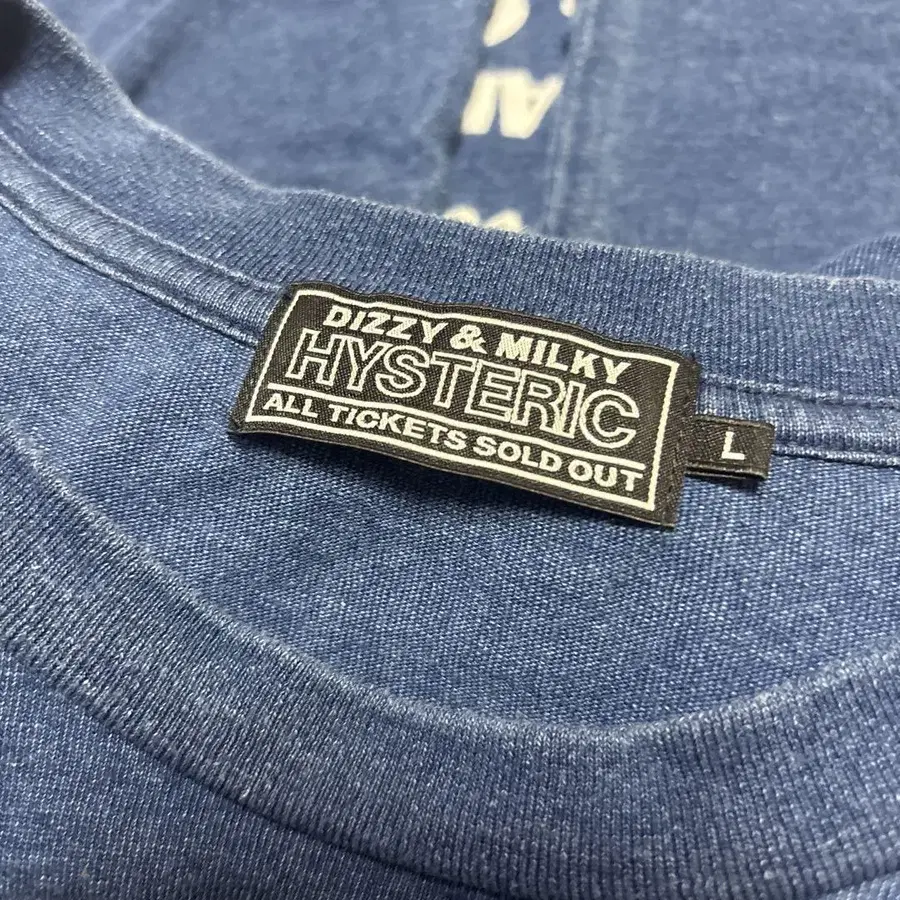 DIZZY & MILKY
HYSTERIC
ALL TICKETS SOLD OUT
L